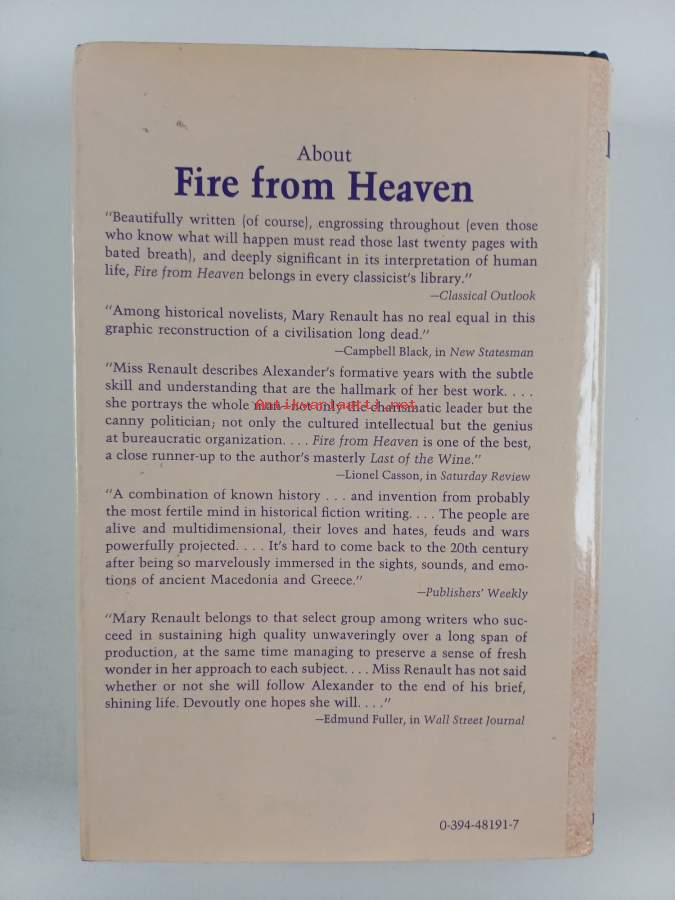 About
Fire from Heaven
"Beautifully written (of course), engrossing throughout (even those
who know what will happen must read those last twenty pages with
bated breath), and deeply significant in its interpretation of human
life, Fire from Heaven belongs in every classicist's library."
—Classical Outlook
"Among historical novelists, Mary Renault has no real equal in this
graphic reconstruction of a civilisation long dead."
—Campbell Black, in New Statesman
"Miss Renault describes Alexander's formative years with the subtle
skill and understanding that are the hallmark of her best work. . . .
she portrays the whole man—not only the charismatic leader but the
Antikvariaatti.net
canny politician; not only the cultured intellectual but the genius
at bureaucratic organization. . . . Fire from Heaven is one of the best,
a close runner-up to the author's masterly Last of the Wine."
—Lionel Casson, in Saturday Review
"A combination of known history . . . and invention from probably
the most fertile mind in historical fiction writing. . . . The people are
alive and multidimensional, their loves and hates, feuds and wars
powerfully projected. . . . It's hard to come back to the 20th century
after being so marvelously immersed in the sights, sounds, and emo-
tions of ancient Macedonia and Greece."
—Publishers' Weekly
"Mary Renault belongs to that select group among writers who suc-
ceed in sustaining high quality unwaveringly over a long span of
production, at the same time managing to preserve a sense of fresh
wonder in her approach to each subject. . . . Miss Renault has not said
whether or not she will follow Alexander to the end of his brief,
shining life. Devoutly one hopes she will. . . ."
—Edmund Fuller, in Wall Street Journal
0-394-48191-7